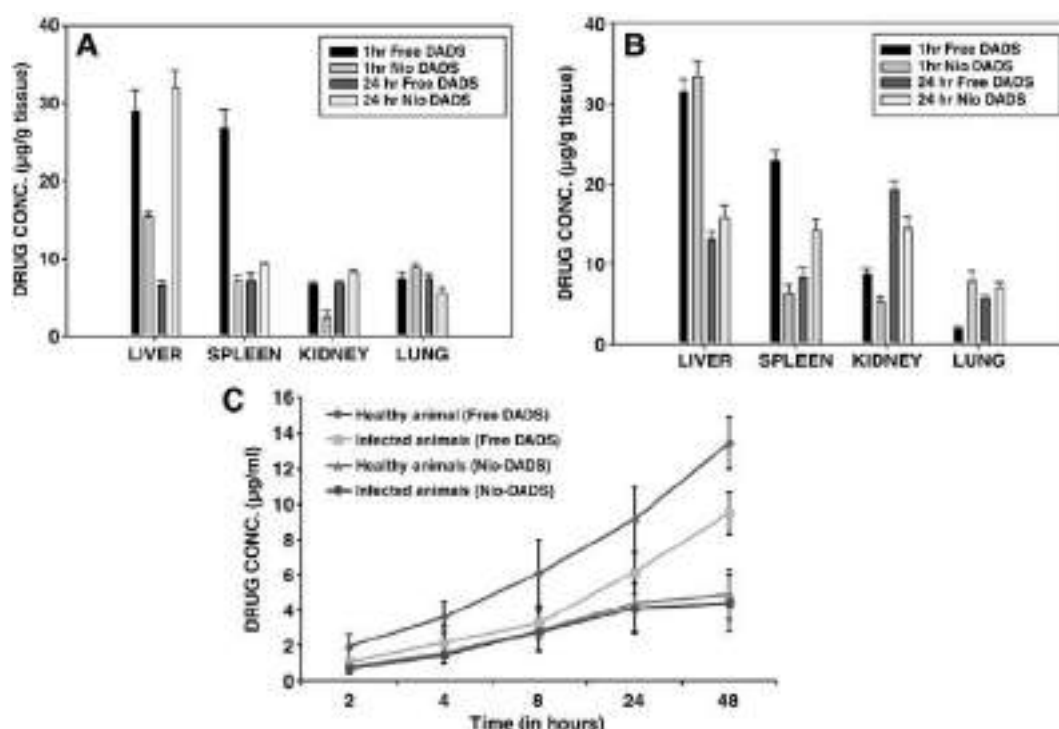 A
1hr Free DADS
1hr Nio DADS
24 hr Free DADS
24 hr Nio DADS
DRUG CONC. (µg/g tissue)
40
30
20
10
0
LIVER SPLEEN KIDNEY LUNG
B
1hr Free DADS
1hr Nio DADS
24 hr Free DADS
24 hr Nio DADS
DRUG CONC. (µg/g tissue)
40
30
20
10
0
LIVER SPLEEN KIDNEY LUNG
C
Healthy animal (Free DADS)
Infected animals (Free DADS)
Healthy animals (Nio-DADS)
Infected animals (Nio-DADS)
DRUG CONC. (µg/ml)
16
14
12
10
8
6
4
2
0
2 4 8 24 48
Time (in hours)